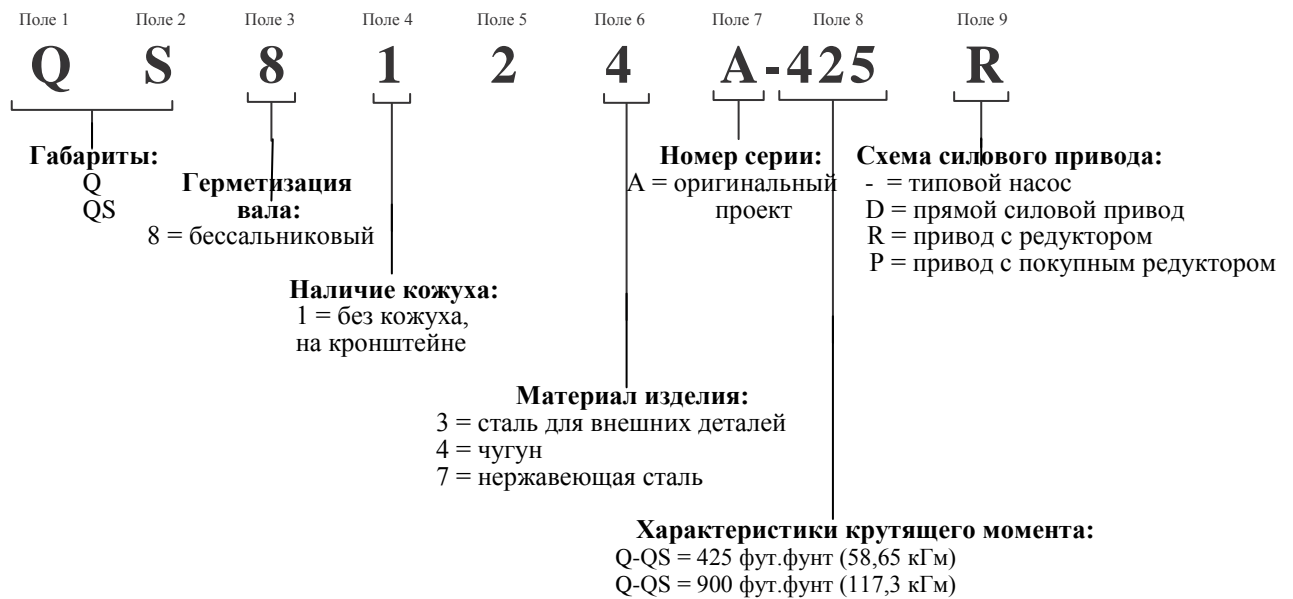 Поле 1 Поле 2 Поле 3 Поле 4 Поле 5 Поле 6 Поле 7 Поле 8 Поле 9
Q S 8 1 2 4 A-425 R
Габариты:
Q
QS
Герметизация
вала:
8 = бессальниковый
Наличие кожуха:
1 = без кожуха,
на кронштейне
Материал изделия:
3 = сталь для внешних деталей
4 = чугун
7 = нержавеющая сталь
Номер серии:
А = оригинальный
проект
Характеристики крутящего момента:
Q-QS = 425 фут.фунт (58,65 кГм)
Q-QS = 900 фут.фунт (117,3 кГм)
Схема силового привода:
- = типовой насос
D = прямой силовой привод
R = привод с редуктором
P = привод с покупным редуктором